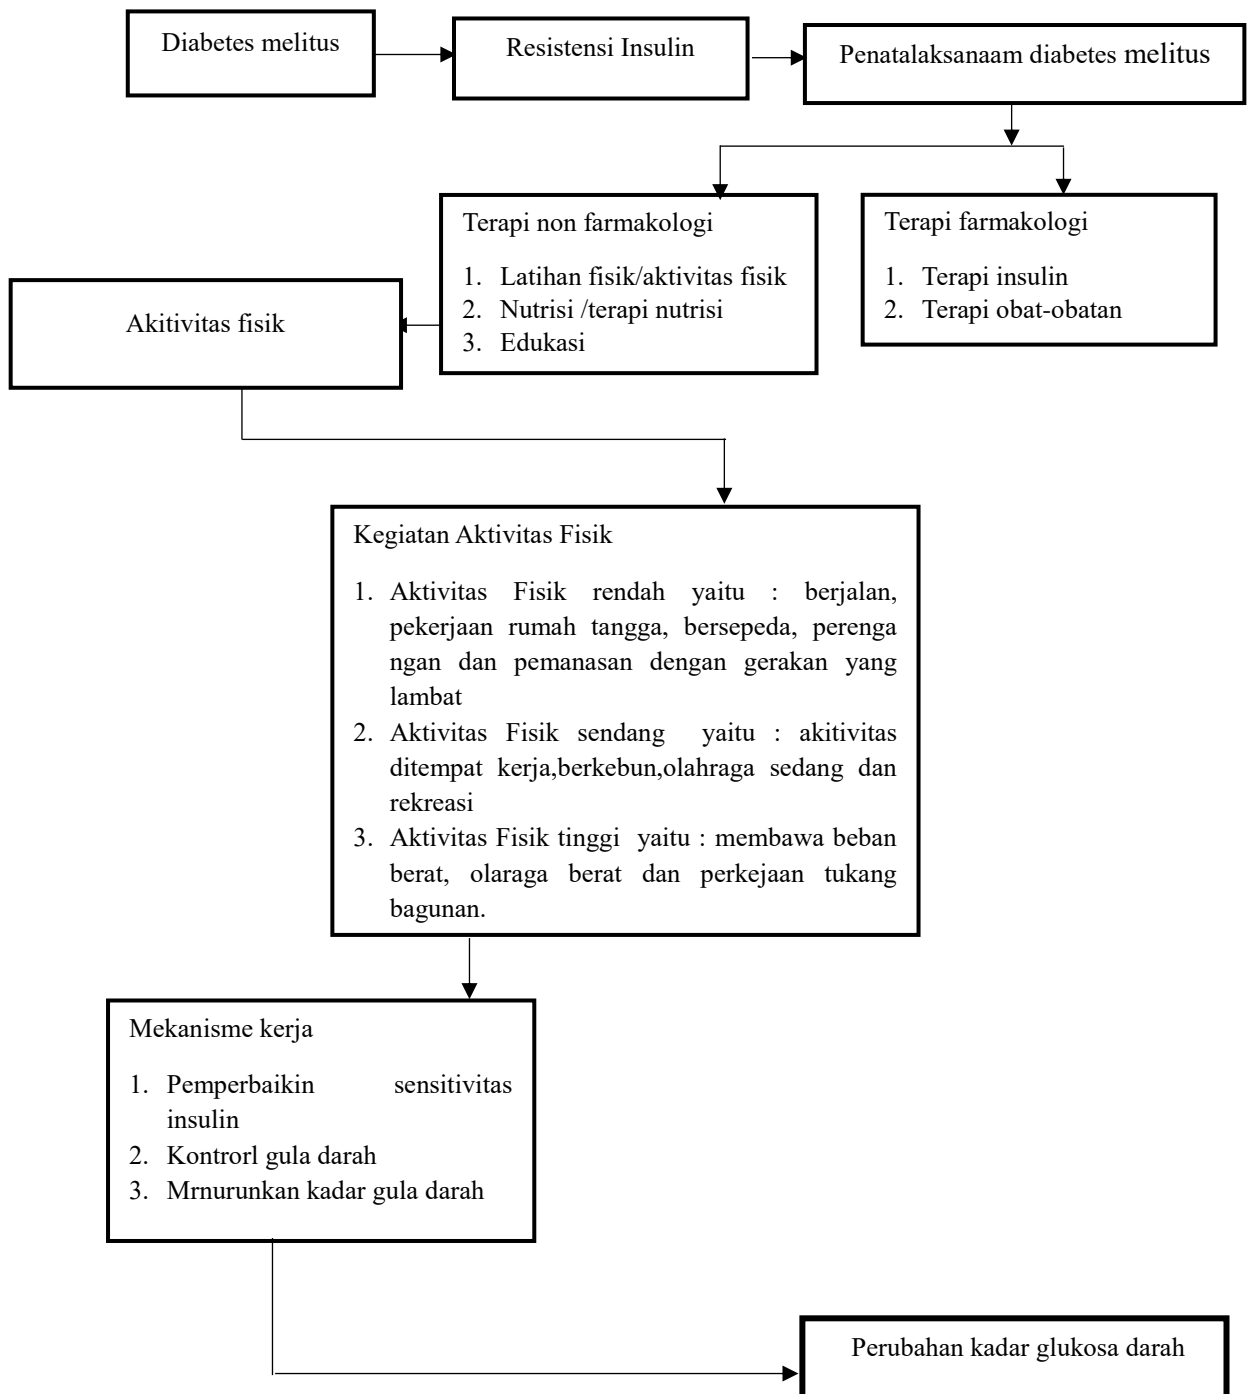 Diabetes melitus
Resistensi Insulin
Penatalaksanaam diabetes melitus
Terapi non farmakologi
1. Latihan fisik/aktivitas fisik
2. Nutrisi /terapi nutrisi
3. Edukasi
Terapi farmakologi
1. Terapi insulin
2. Terapi obat-obatan
Akitivitas fisik
Kegiatan Aktivitas Fisik
1. Aktivitas Fisik rendah yaitu : berjalan,
pekerjaan rumah tangga, bersepeda, perenga
ngan dan pemanasan dengan gerakan yang
lambat
2. Aktivitas Fisik sendang yaitu : akitivitas
ditempat kerja,berkebun,olahraga sedang dan
rekreasi
3. Aktivitas Fisik tinggi yaitu : membawa beban
berat, olaraga berat dan perkejaan tukang
bagunan.
Mekanisme kerja
1. Pemperbaikin sensitivitas
insulin
2. Kontrorl gula darah
3. Mrnurunkan kadar gula darah
Perubahan kadar glukosa darah